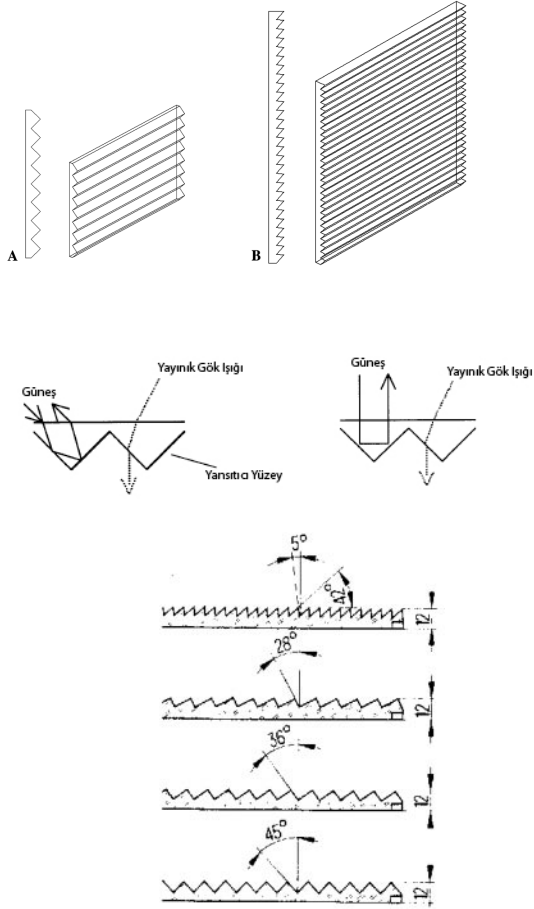 A
B
Güneş
Yayınık Gök Işığı
Yansıtıcı Yüzey
Güneş
Yayınık Gök Işığı
5°
42°
12
28°
12
36°
12
45°
12